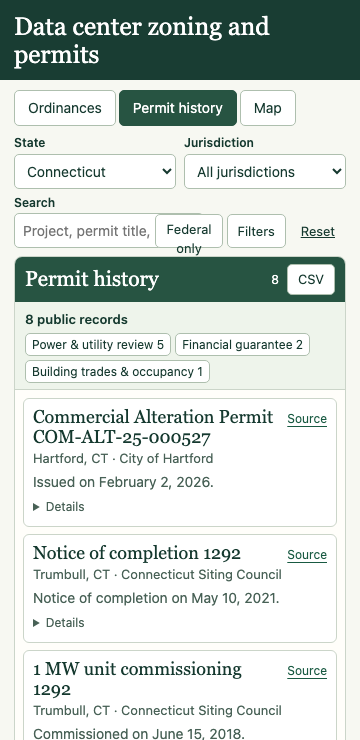 Data center zoning and
permits
Ordinances
Permit history
Map
State
Jurisdiction
Connecticut
All jurisdictions
Search
Project, permit title,
Federal
only
Filters
Reset
Permit history
8
CSV
8 public records
Power & utility review 5
Financial guarantee 2
Building trades & occupancy 1
Commercial Alteration Permit
COM-ALT-25-000527
Source
Hartford, CT · City of Hartford
Issued on February 2, 2026.
Details
Notice of completion 1292
Source
Trumbull, CT · Connecticut Siting Council
Notice of completion on May 10, 2021.
Details
1 MW unit commissioning
1292
Source
Trumbull, CT · Connecticut Siting Council
Commissioned on June 15, 2018.